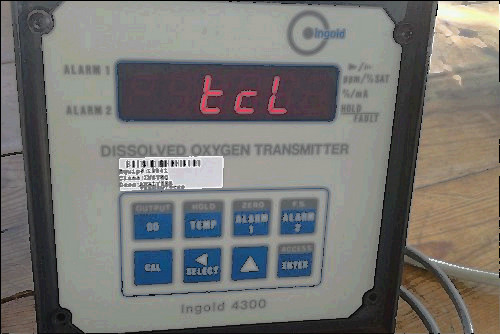 Ingold
ALARM 1
ppm/%SAT
%/mA
tcl
ALARM 2
HOLD
FAULT
DISSOLVED OXYGEN TRANSMITTER
OUTPUT
HOLD
ZERO
P.S.
DO
TEMP
ALARM 1
ALARM 2
ACCESS
CAL
SELECT
ENTER
Ingold 4300